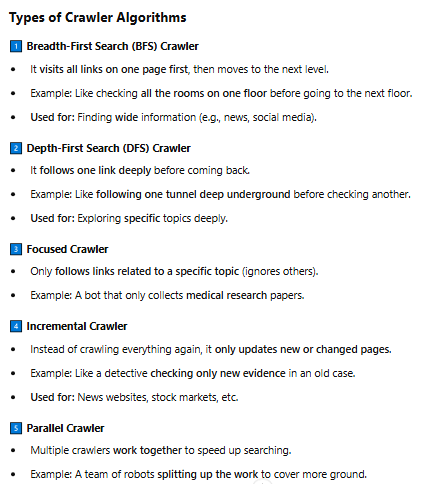 Types of Crawler Algorithms
1 Breadth-First Search (BFS) Crawler
• It visits all links on one page first, then moves to the next level.
• Example: Like checking all the rooms on one floor before going to the next floor.
• Used for: Finding wide information (e.g., news, social media).
2 Depth-First Search (DFS) Crawler
• It follows one link deeply before coming back.
• Example: Like following one tunnel deep underground before checking another.
• Used for: Exploring specific topics deeply.
3 Focused Crawler
• Only follows links related to a specific topic (ignores others).
• Example: A bot that only collects medical research papers.
4 Incremental Crawler
• Instead of crawling everything again, it only updates new or changed pages.
• Example: Like a detective checking only new evidence in an old case.
• Used for: News websites, stock markets, etc.
5 Parallel Crawler
• Multiple crawlers work together to speed up searching.
• Example: A team of robots splitting up the work to cover more ground.